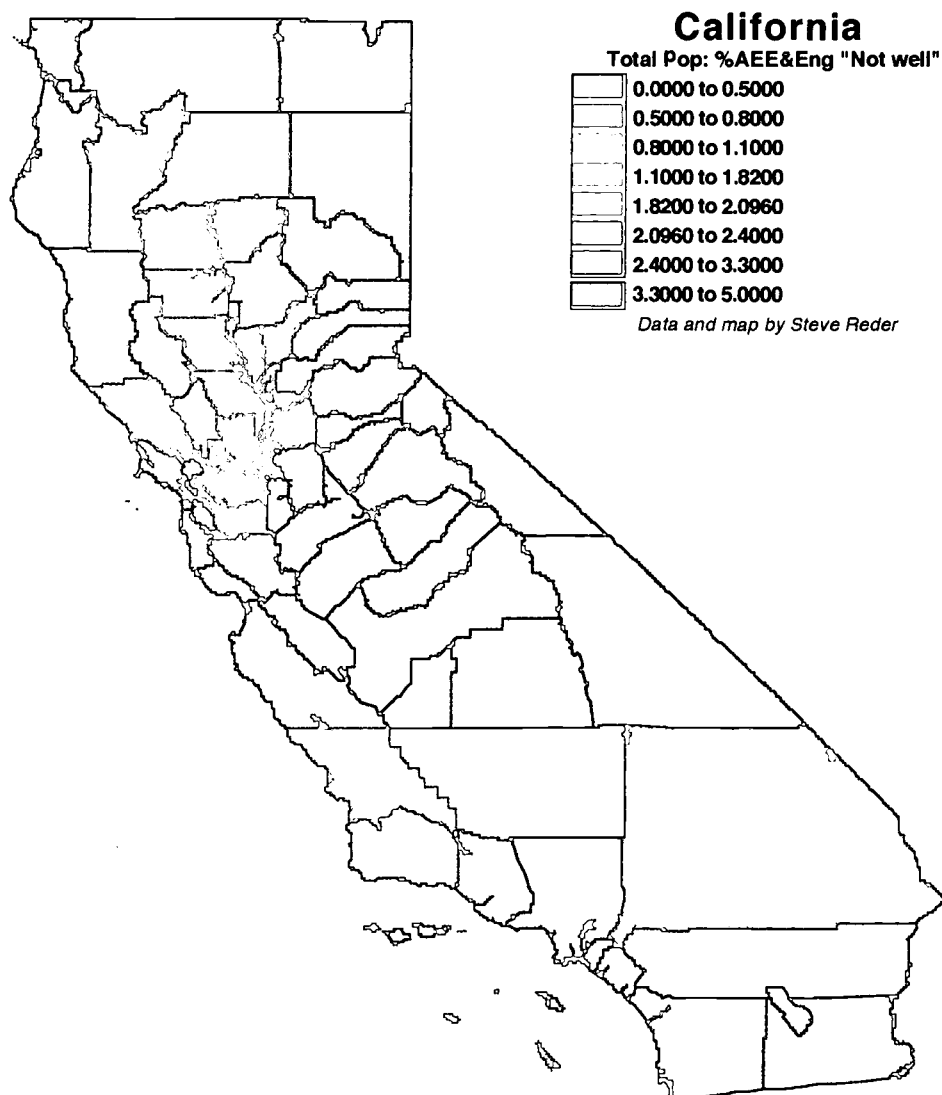 California
Total Pop: %AEE&Eng "Not well"
0.0000 to 0.5000
0.5000 to 0.8000
0.8000 to 1.1000
1.1000 to 1.8200
1.8200 to 2.0960
2.0960 to 2.4000
2.4000 to 3.3000
3.3000 to 5.0000
Data and map by Steve Reder